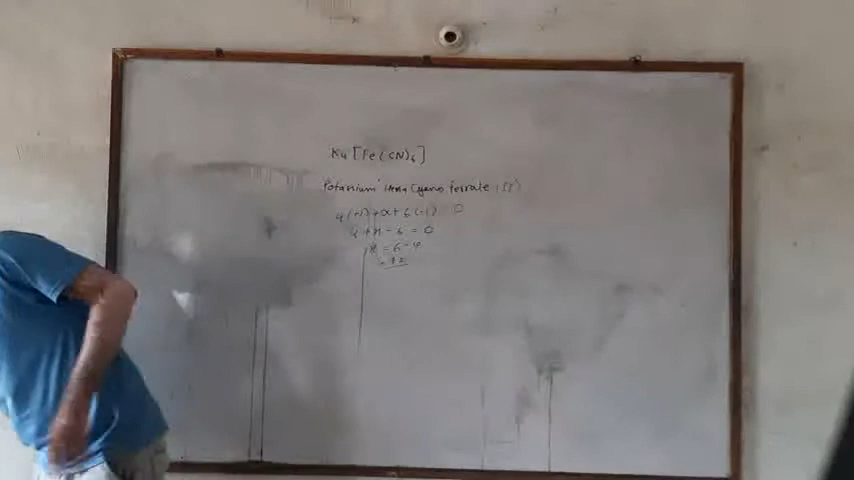 K4 [Fe(CN)6]
Potassium Hexa Cyano ferrate (II)
4(+1)+x+6(-1) = 0
4+x-6 = 0
x = 6-4
= +2